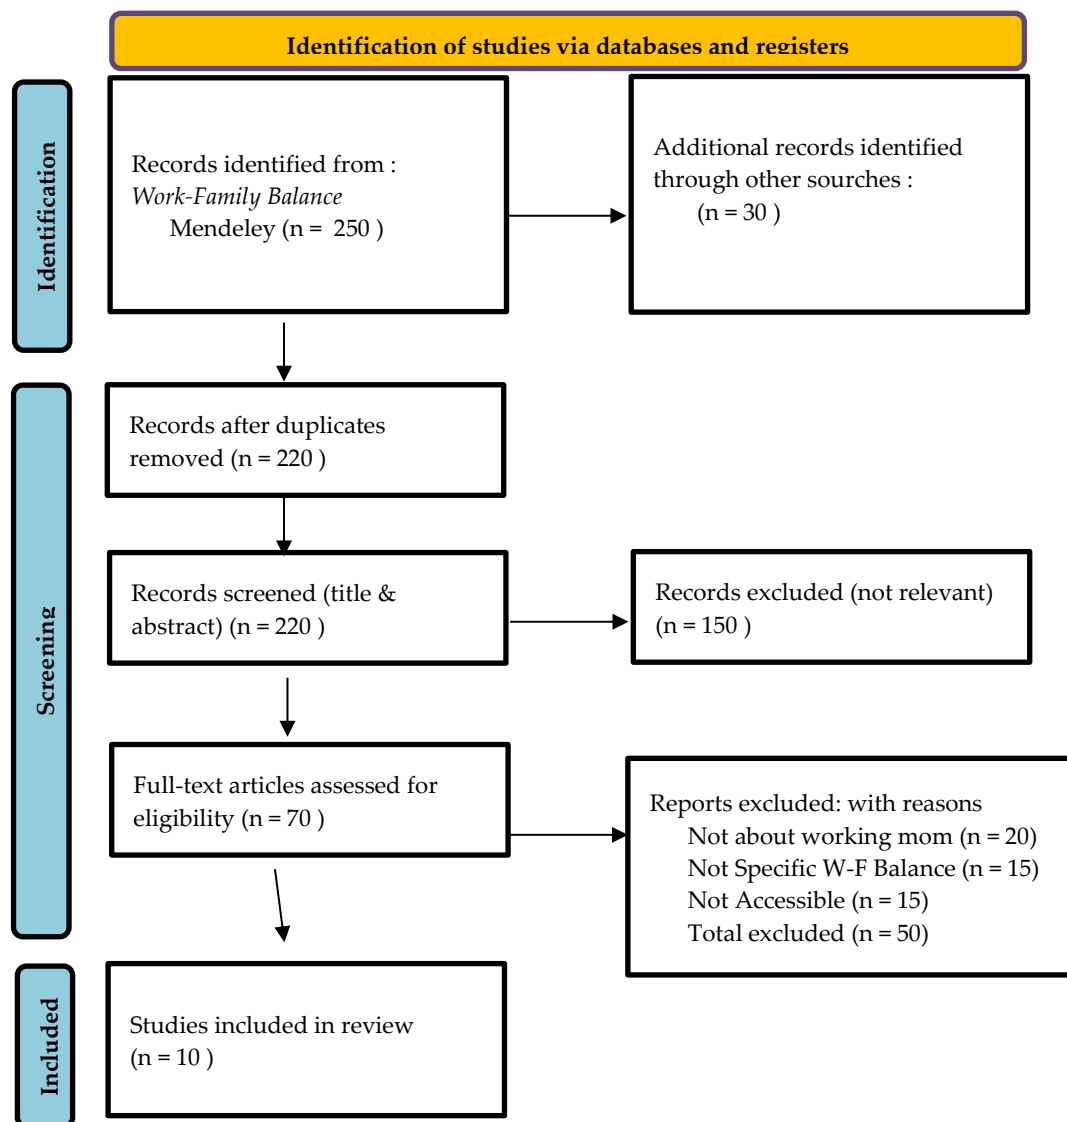 Identification of studies via databases and registers
Identification
Records identified from :
Work-Family Balance
Mendeley (n = 250 )
Additional records identified
through other sourches :
(n = 30 )
Screening
Records after duplicates
removed (n = 220 )
Records screened (title &
abstract) (n = 220 )
Records excluded (not relevant)
(n = 150 )
Full-text articles assessed for
eligibility (n = 70 )
Reports excluded: with reasons
Not about working mom (n = 20)
Not Specific W-F Balance (n = 15)
Not Accessible (n = 15)
Total excluded (n = 50)
Included
Studies included in review
(n = 10 )